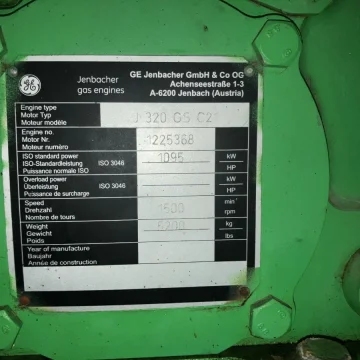 GE Jenbacher GmbH & Co OG
Jenbacher
gas engines
Achenseestraße 1-3
A-6200 Jenbach (Austria)
Engine type
Motor Typ
Moteur modèle
J 320 GS C2
Engine no.
Motor Nr.
Moteur numéro
1225368
ISO standard power
ISO-Standardleistung
Puissance normale ISO
ISO 3046
1095
kW
HP
Overload power
Überleistung
Puissance de surcharge
ISO 3046
kW
HP
Speed
Drehzahl
Nombre de tours
1500
min⁻¹
rpm
Weight
Gewicht
Poids
kg
lbs
Year of manufacture
Baujahr
Année de construction